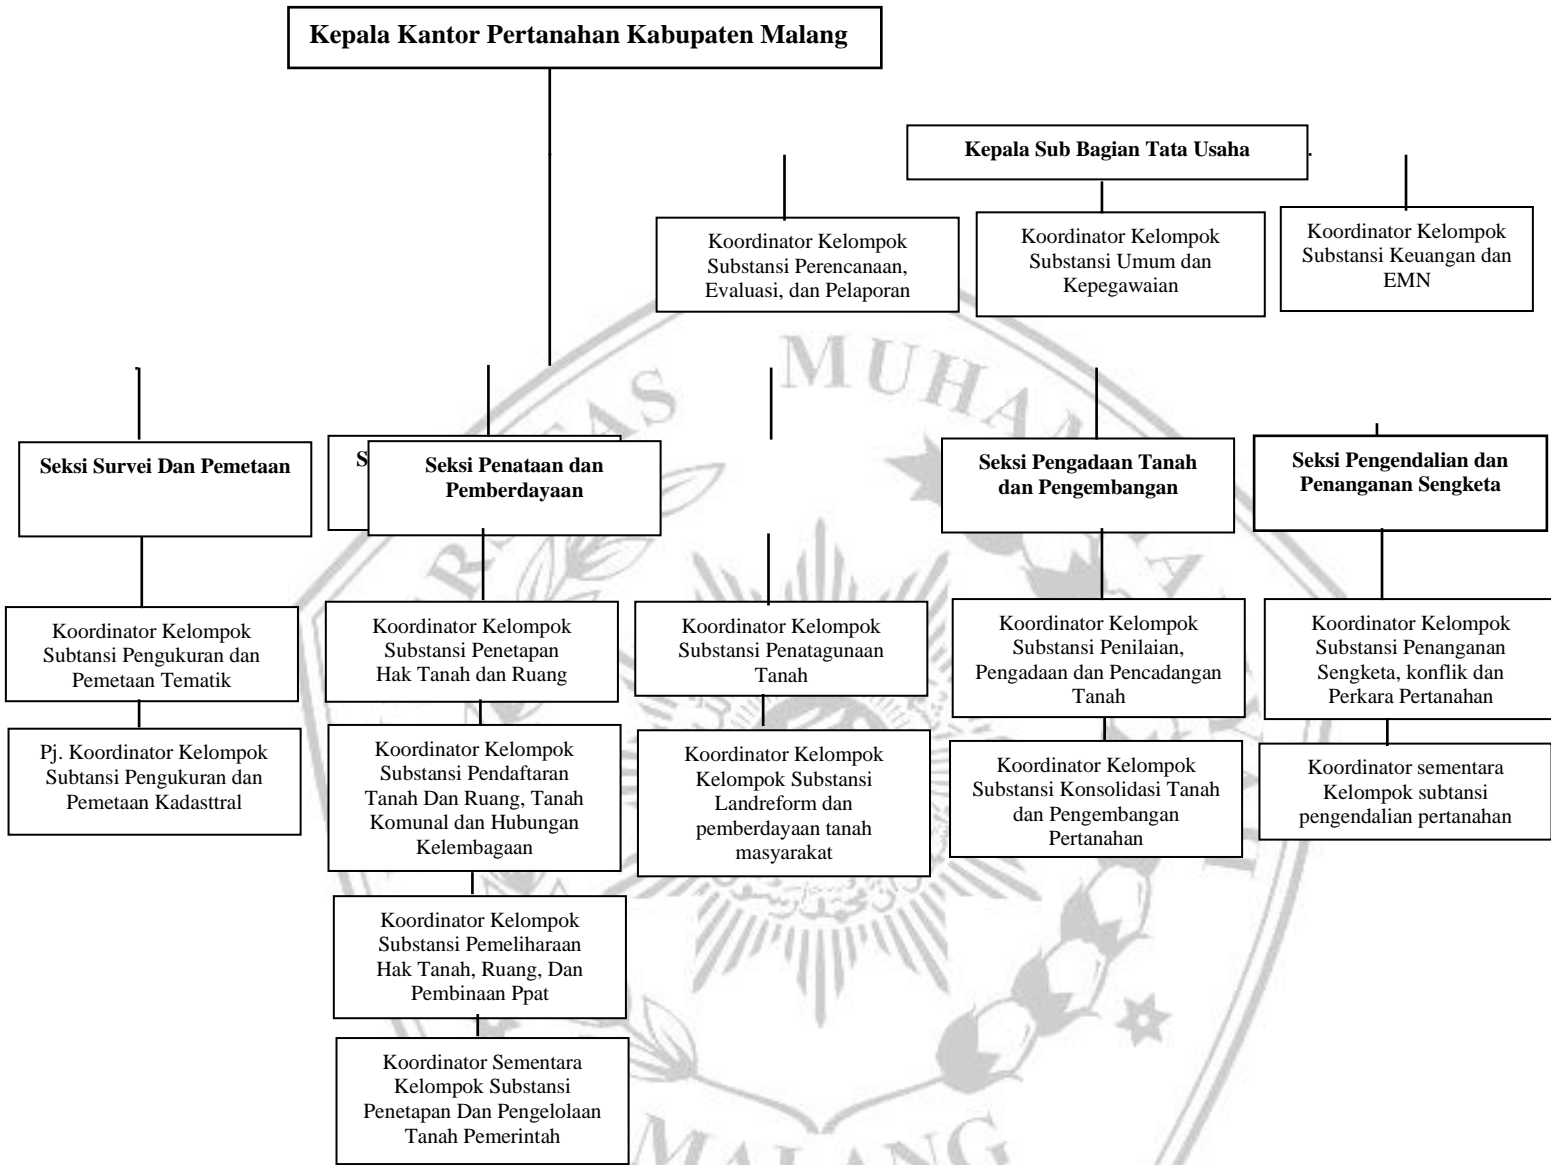 Kepala Kantor Pertanahan Kabupaten Malang
Kepala Sub Bagian Tata Usaha
Koordinator Kelompok
Substansi Perencanaan,
Evaluasi, dan Pelaporan
Koordinator Kelompok
Substansi Umum dan
Kepegawaian
Koordinator Kelompok
Substansi Keuangan dan
EMN
Seksi Survei Dan Pemetaan
S
Seksi Penataan dan
Pemberdayaan
Seksi Pengadaan Tanah
dan Pengembangan
Seksi Pengendalian dan
Penanganan Sengketa
Koordinator Kelompok
Subtansi Pengukuran dan
Pemetaan Tematik
Pj. Koordinator Kelompok
Subtansi Pengukuran dan
Pemetaan Kadasttral
Koordinator Kelompok
Substansi Penetapan
Hak Tanah dan Ruang
Koordinator Kelompok
Substansi Pendaftaran
Tanah Dan Ruang, Tanah
Komunal dan Hubungan
Kelembagaan
Koordinator Kelompok
Substansi Pemeliharaan
Hak Tanah, Ruang, Dan
Pembinaan Ppat
Koordinator Sementara
Kelompok Substansi
Penetapan Dan Pengelolaan
Tanah Pemerintah
Koordinator Kelompok
Substansi Penatagunaan
Tanah
Koordinator Kelompok
Kelompok Substansi
Landreform dan
pemberdayaan tanah
masyarakat
Koordinator Kelompok
Substansi Penilaian,
Pengadaan dan Pencadangan
Tanah
Koordinator Kelompok
Substansi Konsolidasi Tanah
dan Pengembangan
Pertanahan
Koordinator Kelompok
Substansi Penanganan
Sengketa, konflik dan
Perkara Pertanahan
Koordinator sementara
Kelompok subtansi
pengendalian pertanahan
MALANG